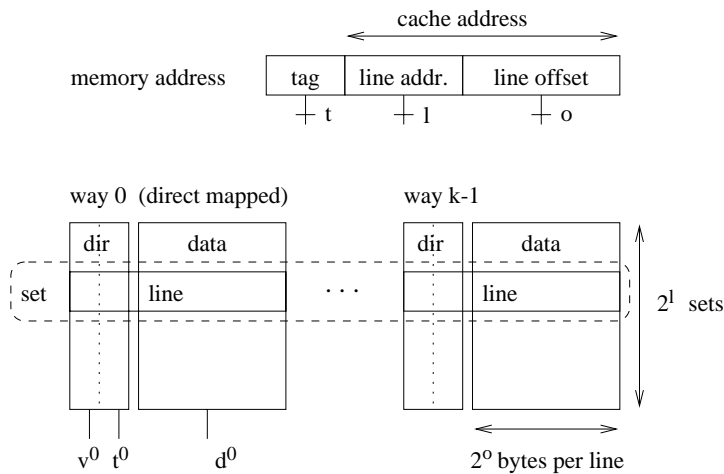 cache address
memory address tag line addr. line offset
t l o
way 0 (direct mapped) way k-1
dir data dir data
set line . . . line 2^l sets
v^0 t^0 d^0 2^o bytes per line